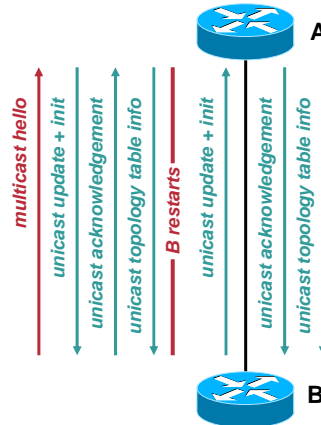 A
multicast hello
unicast update + init
unicast acknowledgement
unicast topology table info
B restarts
unicast update + init
unicast acknowledgement
unicast topology table info
B